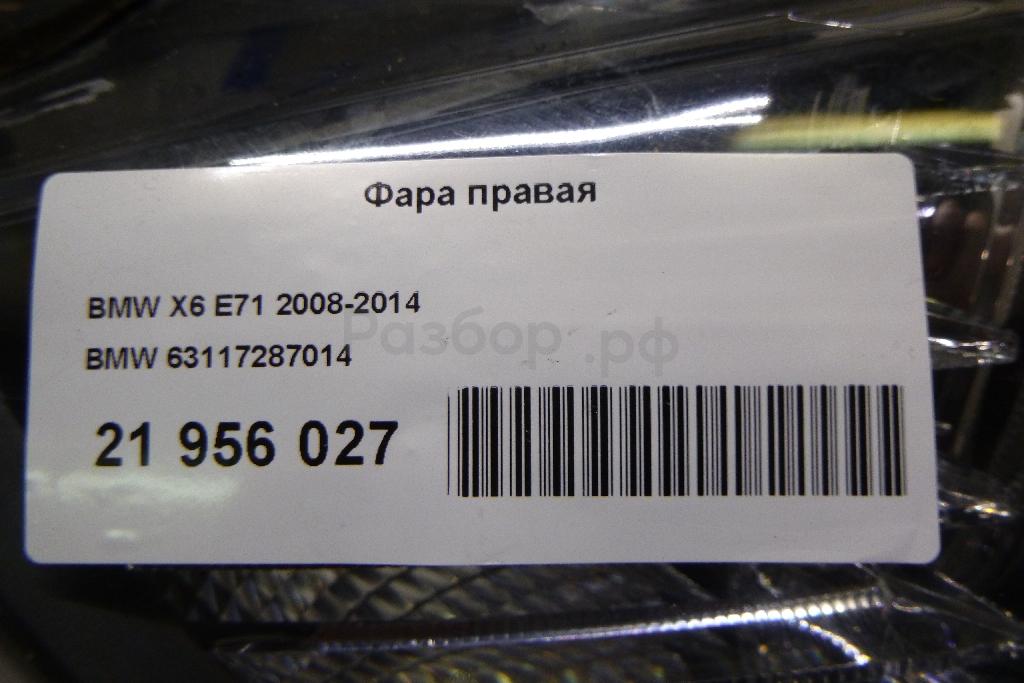 Фара правая
BMW X6 E71 2008-2014
Разбор.рф
BMW 63117287014
21 956 027